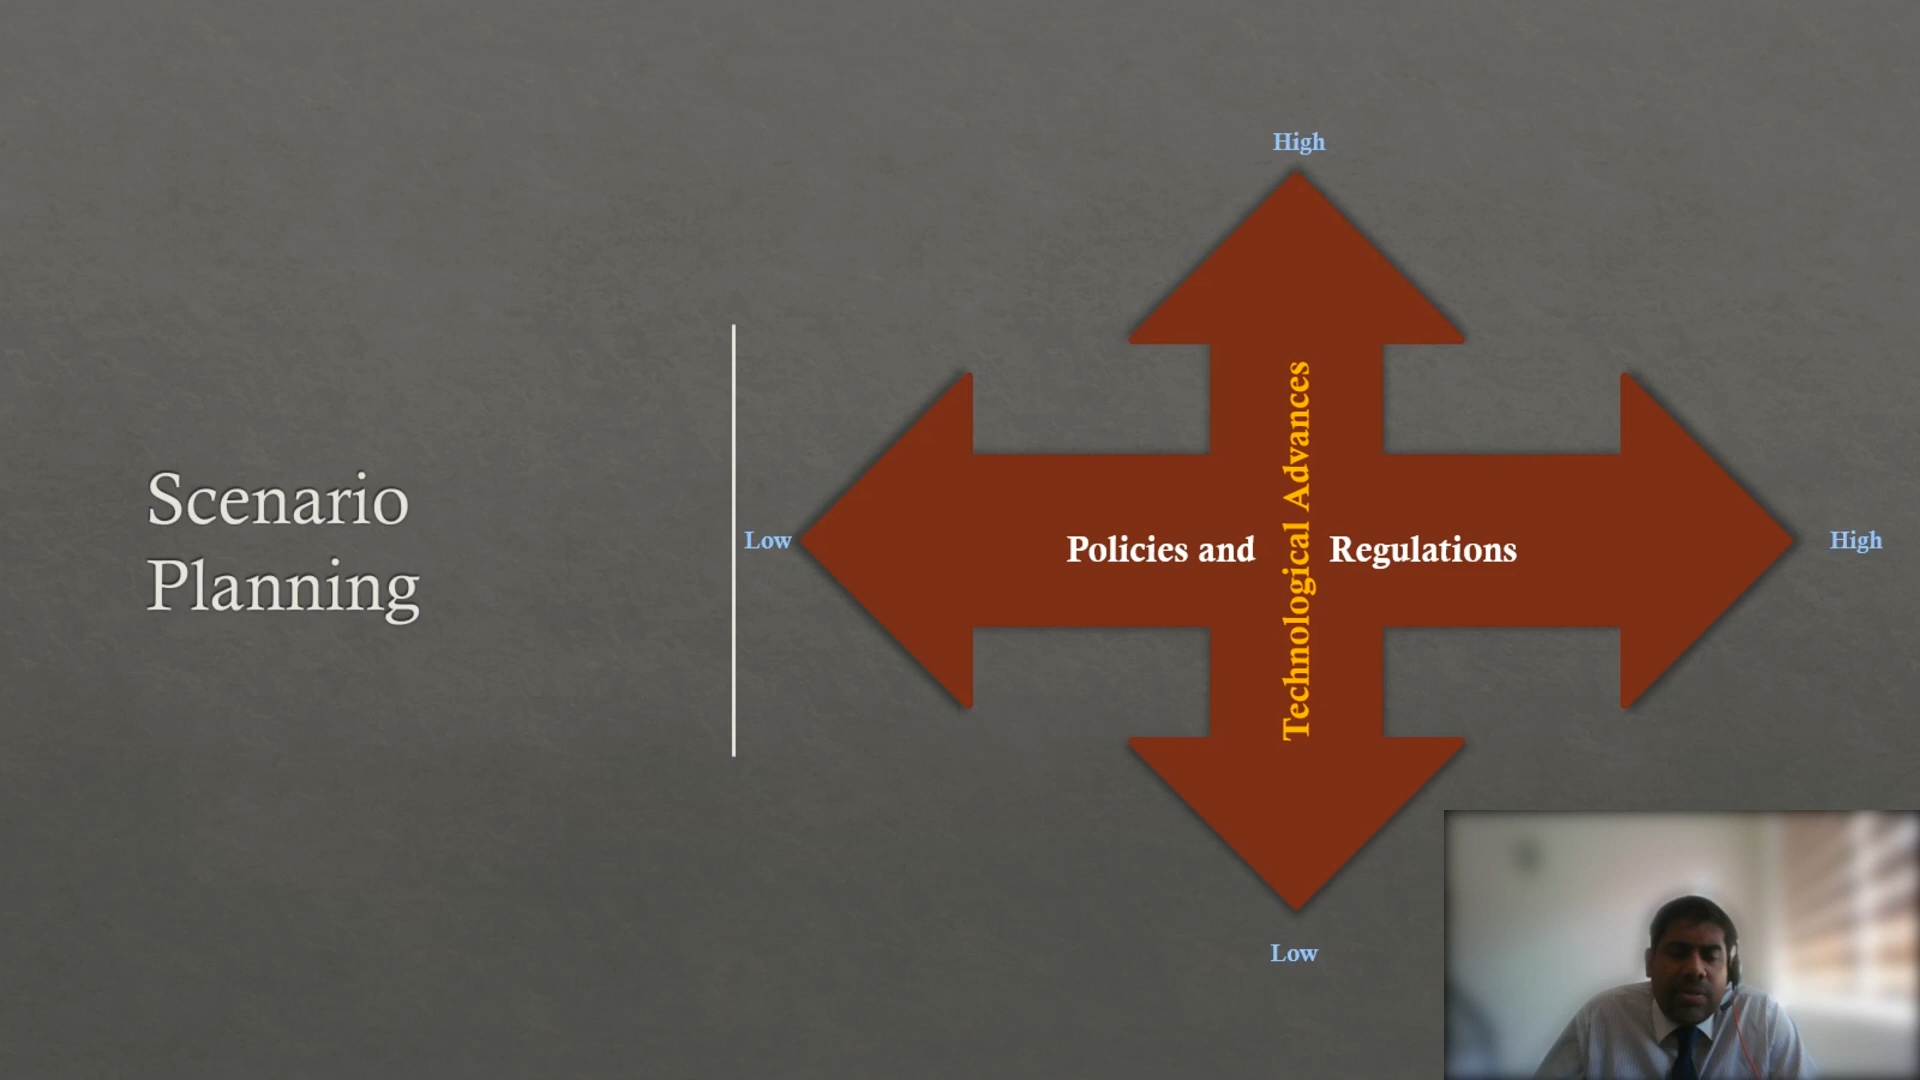 Scenario
Planning
High
Low
Policies and Regulations
Technological Advances
High
Low